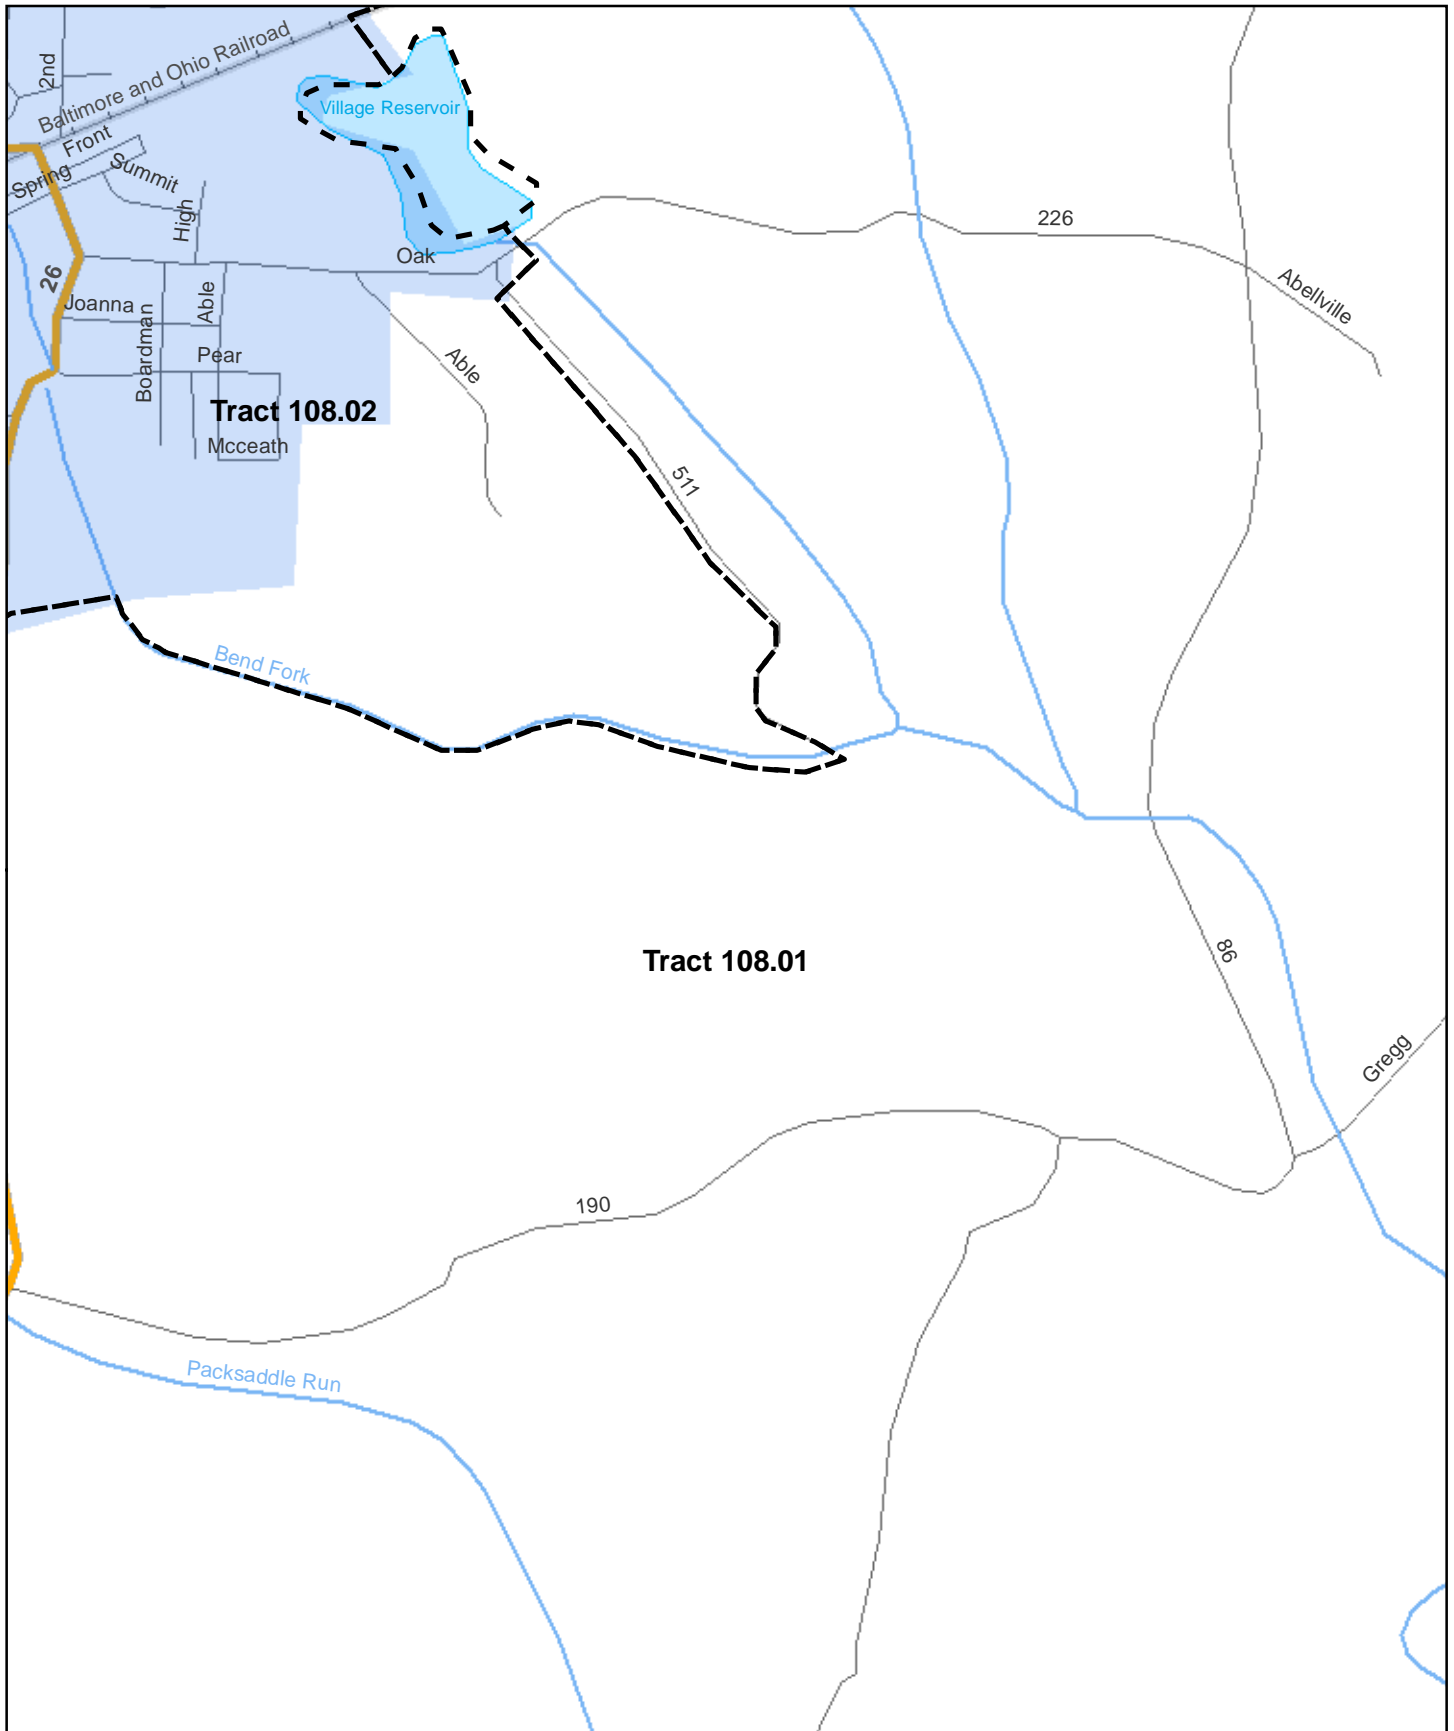 2nd
Baltimore and Ohio Railroad
Village Reservoir
Front
Spring
Summit
High
226
Oak
26
Abellville
Joanna
Able
Boardman
Pear
Able
Tract 108.02
Mcceath
511
Bend Fork
86
Tract 108.01
Gregg
190
Packsaddle Run